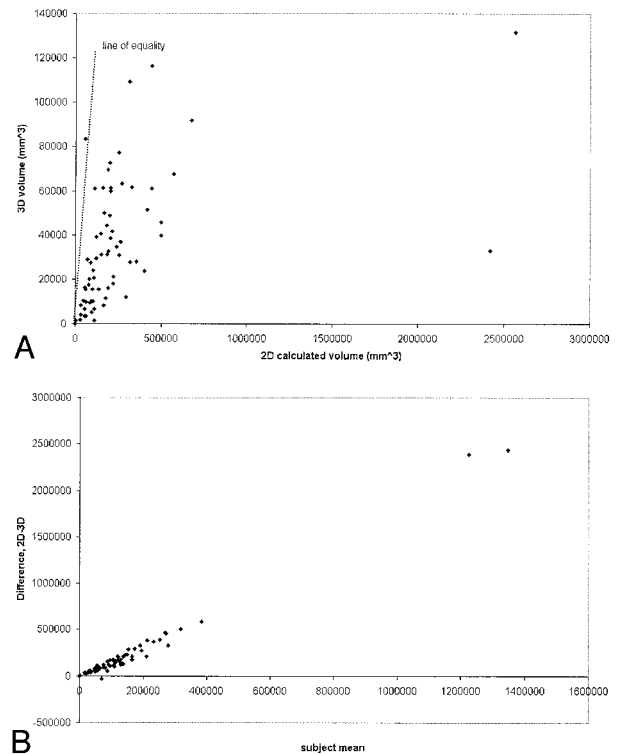 140000
line of equality
120000
100000
80000
60000
40000
20000
0
3D volume (mm^3)
0 500000 1000000 1500000 2000000 2500000 3000000
A
2D calculated volume (mm^3)
3000000
2500000
2000000
1500000
1000000
500000
0
-500000
Difference, 2D-3D
200000 400000 600000 800000 1000000 1200000 1400000 1600000
B
subject mean